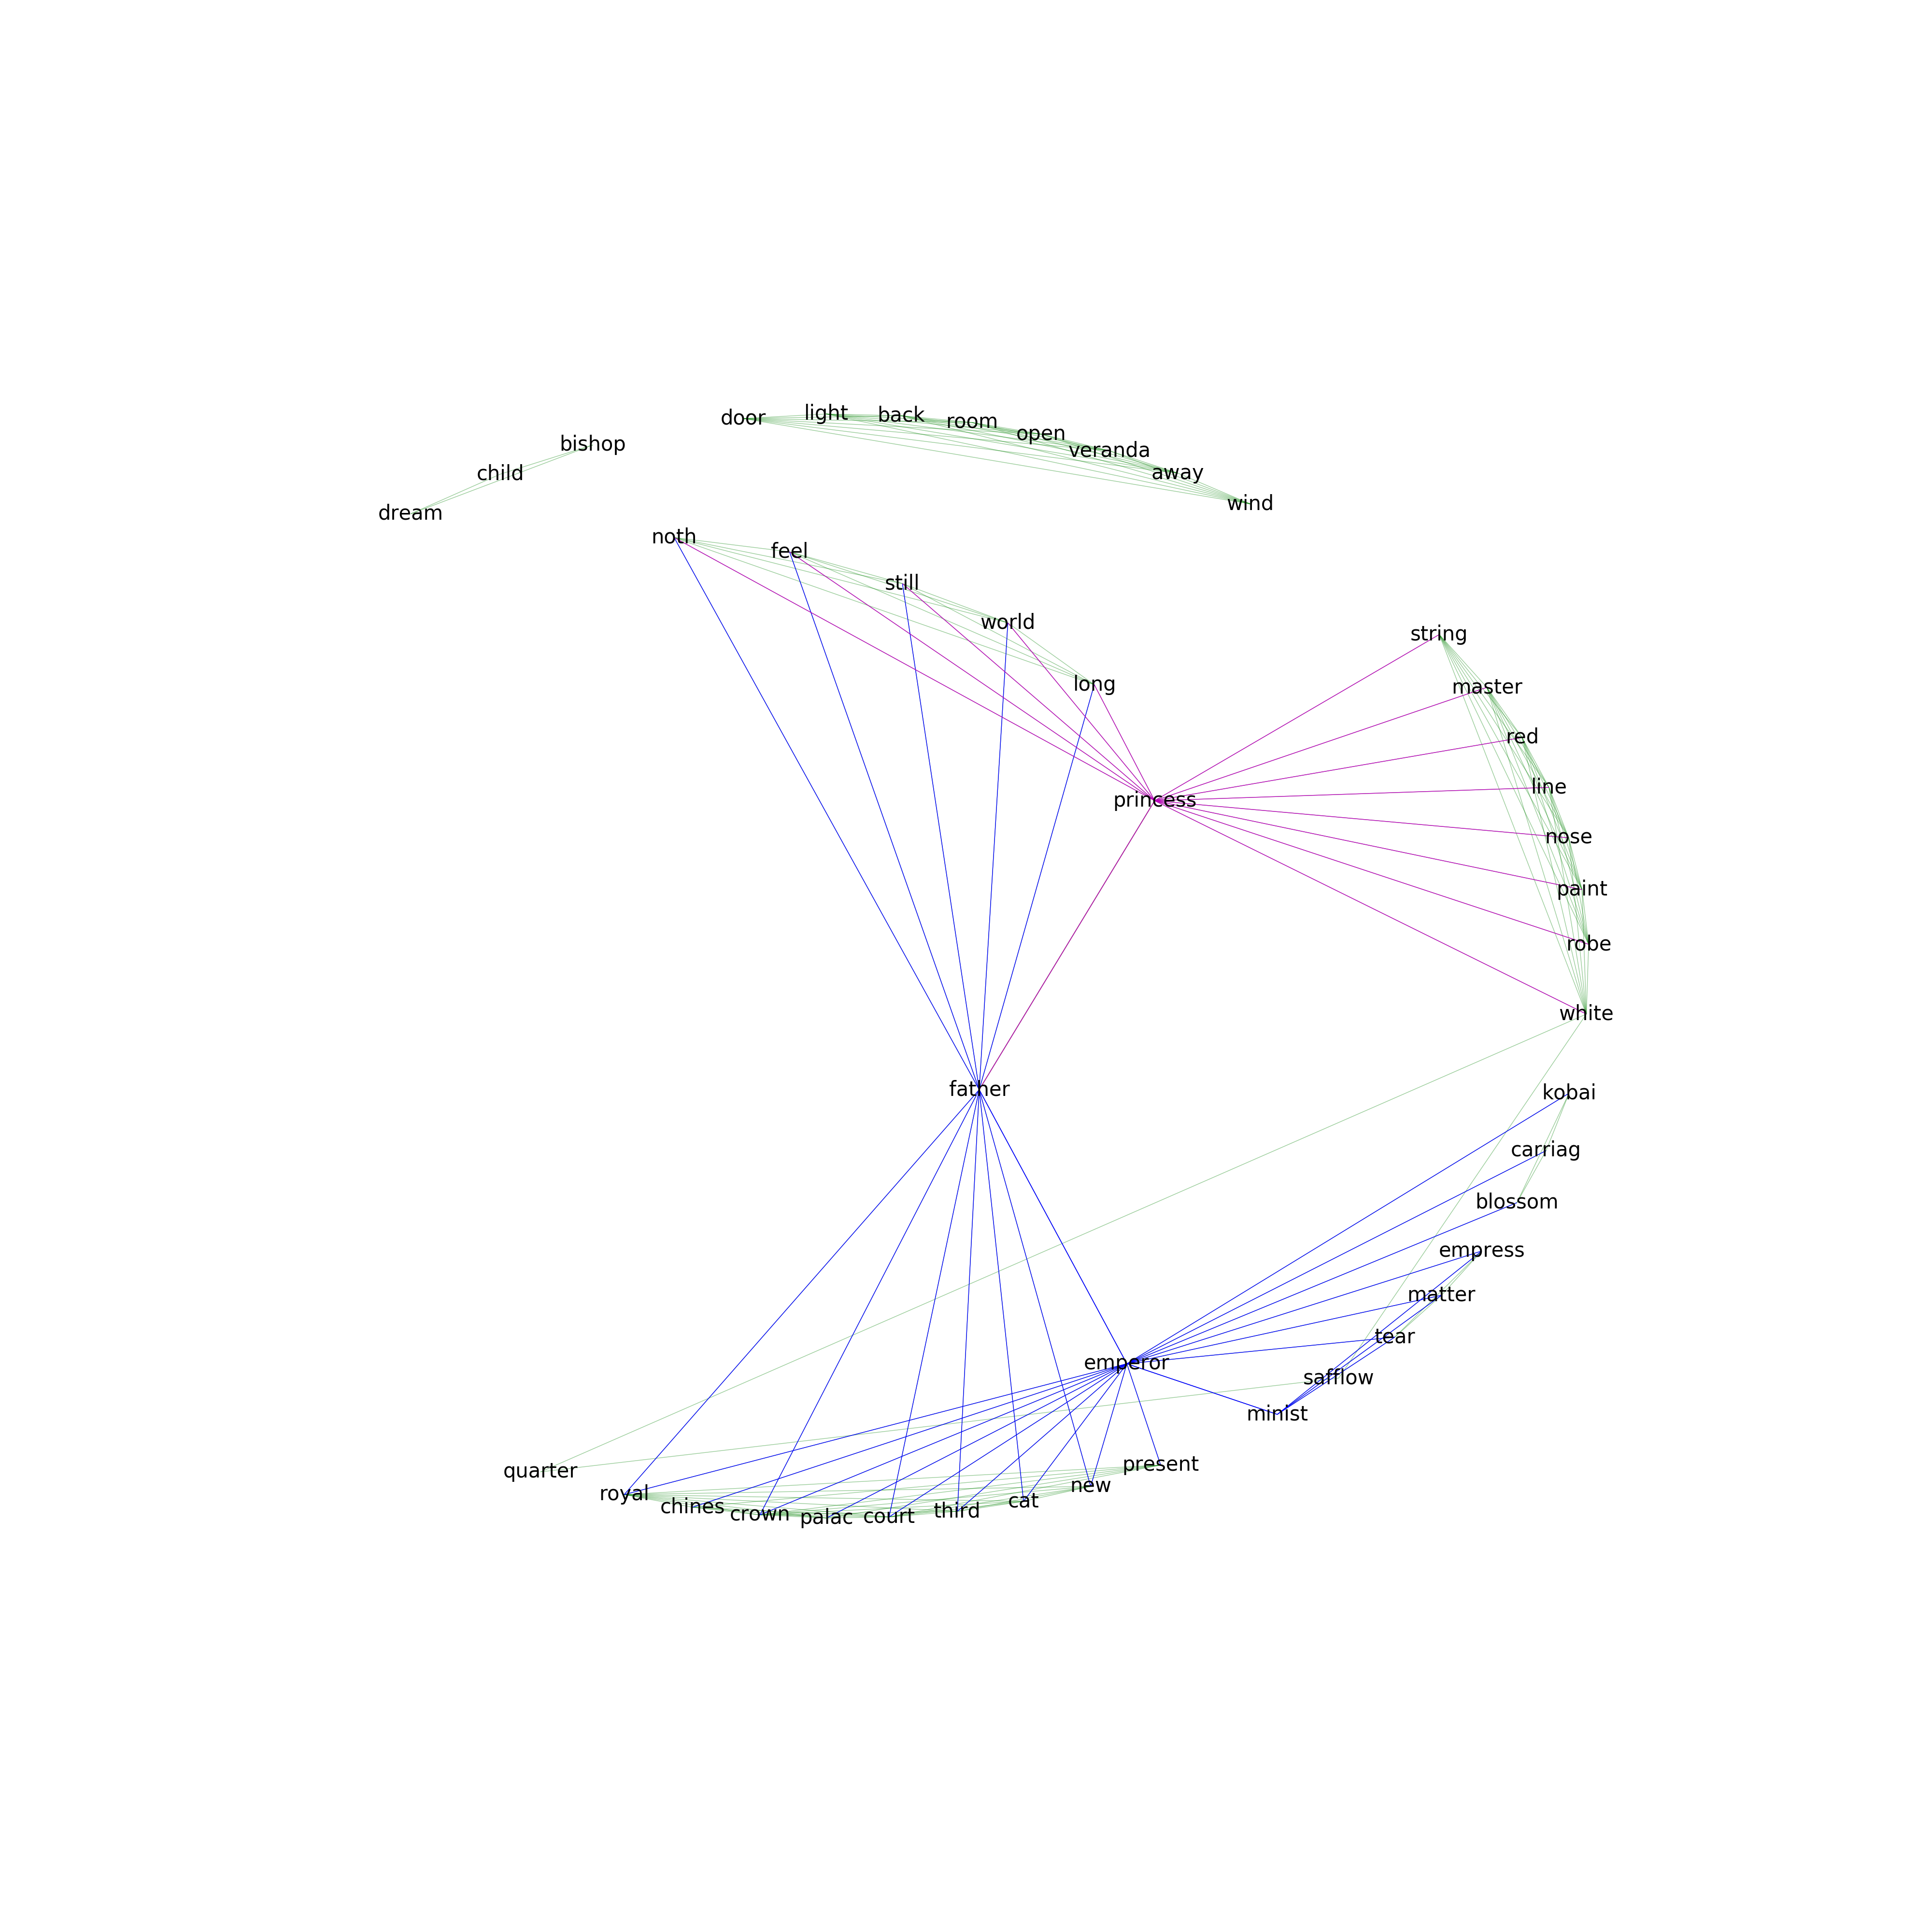 door
light
back
room
open
veranda
away
wind
bishop
child
dream
noth
feel
still
world
long
string
master
red
line
nose
paint
robe
white
princess
father
kobai
carriag
blossom
empress
matter
tear
safflow
minist
emperor
quarter
royal
chines
crown
palac
court
third
cat
new
present